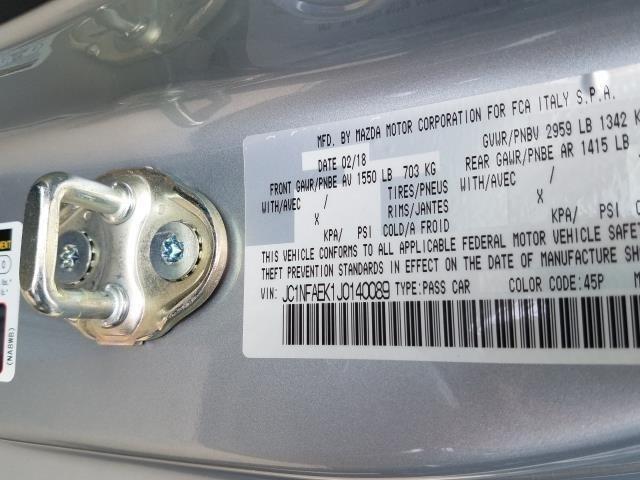 MFD. BY MAZDA MOTOR CORPORATION FOR FCA ITALY S.P.A.
DATE 02/18 GVWR/PNBV 2959 LB 1342 K
FRONT GAWR/PNBE AV 1550 LB 703 KG REAR GAWR/PNBE AR 1415 LB
WITH/AVEC / TIRES/PNEUS WITH/AVEC /
X RIMS/JANTES X
KPA/ PSI COLD/A FROID KPA/ PSI C
THIS VEHICLE CONFORMS TO ALL APPLICABLE FEDERAL MOTOR VEHICLE SAFET
THEFT PREVENTION STANDARDS IN EFFECT ON THE DATE OF MANUFACTURE SH
VIN: JC1NFAEK1J0140089 TYPE:PASS CAR COLOR CODE:45P M
(NA8WB)